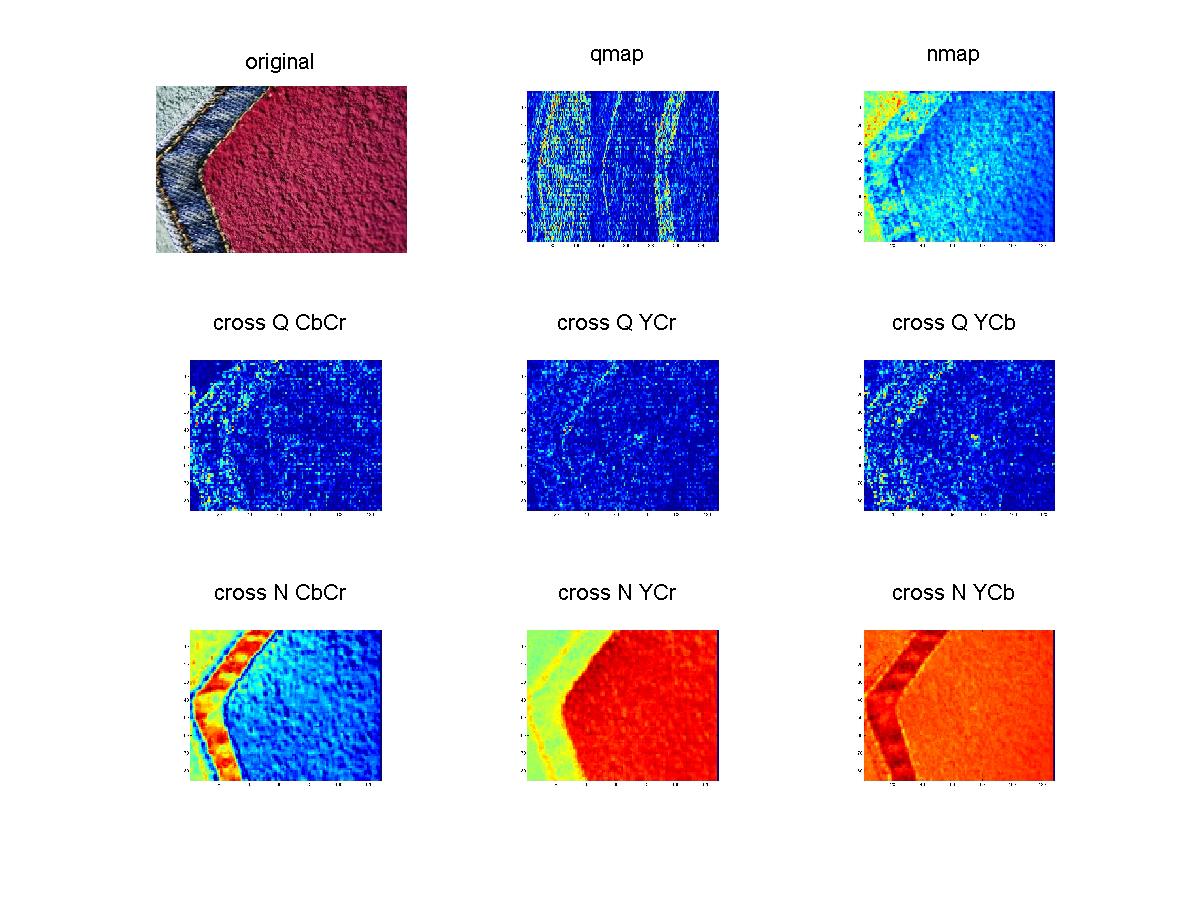 original
qmap
nmap
cross Q CbCr
cross Q YCr
cross Q YCb
cross N CbCr
cross N YCr
cross N YCb